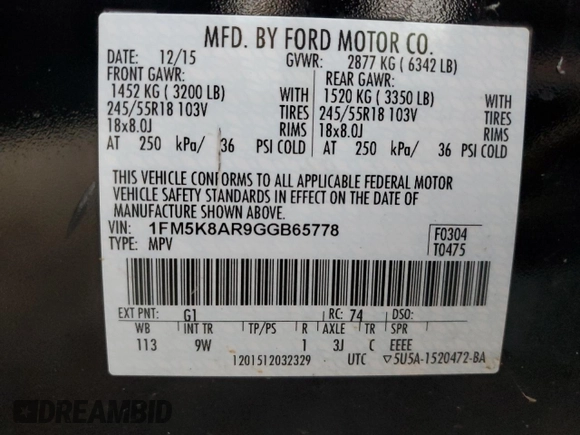 MFD. BY FORD MOTOR CO.
DATE: 12/15 GVWR: 2877 KG ( 6342 LB)
FRONT GAWR: REAR GAWR:
1452 KG ( 3200 LB) WITH 1520 KG ( 3350 LB) WITH
245/55R18 103V TIRES 245/55R18 103V TIRES
18x8.0J RIMS 18x8.0J RIMS
AT 250 kPa/ 36 PSI COLD AT 250 kPa/ 36 PSI COLD
THIS VEHICLE CONFORMS TO ALL APPLICABLE FEDERAL MOTOR
VEHICLE SAFETY STANDARDS IN EFFECT ON THE DATE OF
MANUFACTURE SHOWN ABOVE.
VIN: 1FM5K8AR9GGB65778 F0304
TYPE: MPV T0475
EXT PNT: G1 RC: 74 DSO:
WB INT TR TP/PS R AXLE TR SPR
113 9W 1 3J C EEEE
1201512032329 UTC ▽5U5A-1520472-BA
DREAMBID